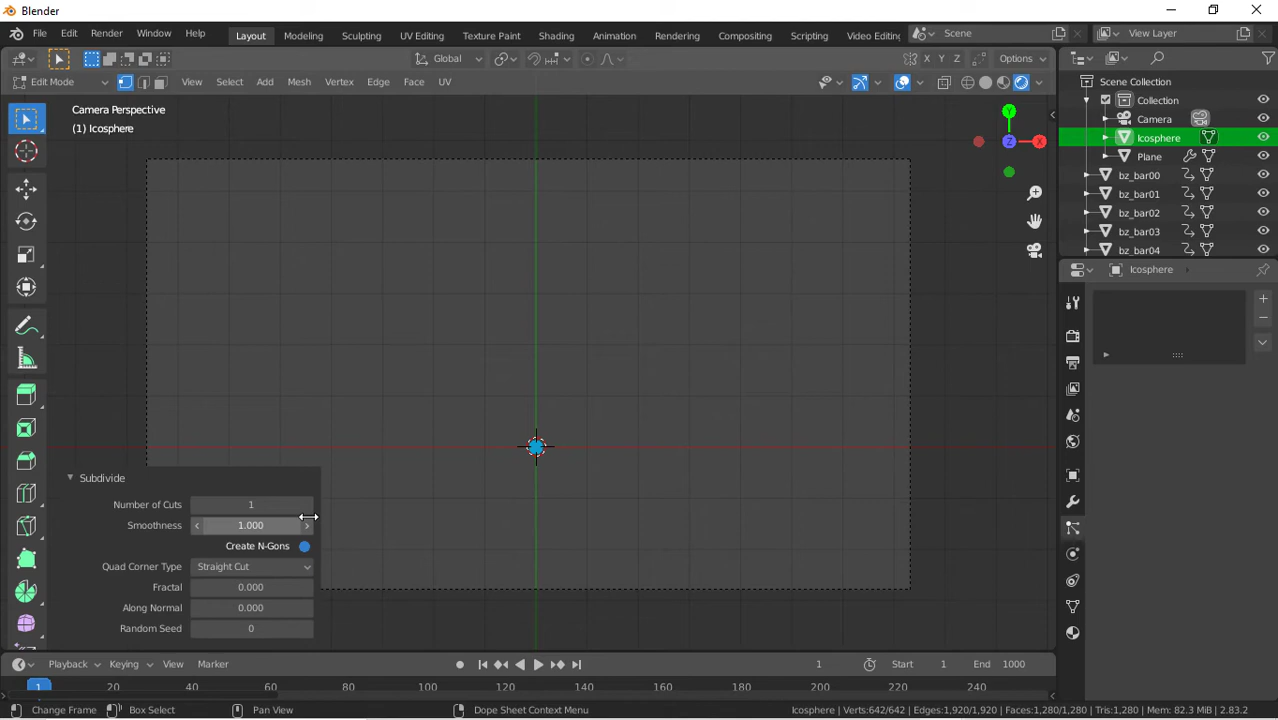 Blender
File Edit Render Window Help Layout Modeling Sculpting UV Editing Texture Paint Shading Animation Rendering Compositing Video Editing Scene View Layer
Global X Y Z Options
Edit Mode View Select Add Mesh Vertex Edge Face UV
Camera Perspective
(1) Icosphere
Y
Z X
Scene Collection
Collection
Camera
Icosphere
Plane
bz_bar00
bz_bar01
bz_bar02
bz_bar03
bz_bar04
Icosphere
Subdivide
Number of Cuts 1
Smoothness 1.000
Create N-Gons
Quad Corner Type Straight Cut
Fractal 0.000
Along Normal 0.000
Random Seed 0
Playback Keying View Marker 1 Start 1 End 1000
1 20 40 60 80 100 120 140 160 180 200 220 240
Change Frame Box Select Pan View Dope Sheet Context Menu Icosphere | Verts:642/642 | Edges:1,920/1,920 | Faces:1,280/1,280 | Tris:1,280 | Mem: 82.3 MiB | 2.83.2